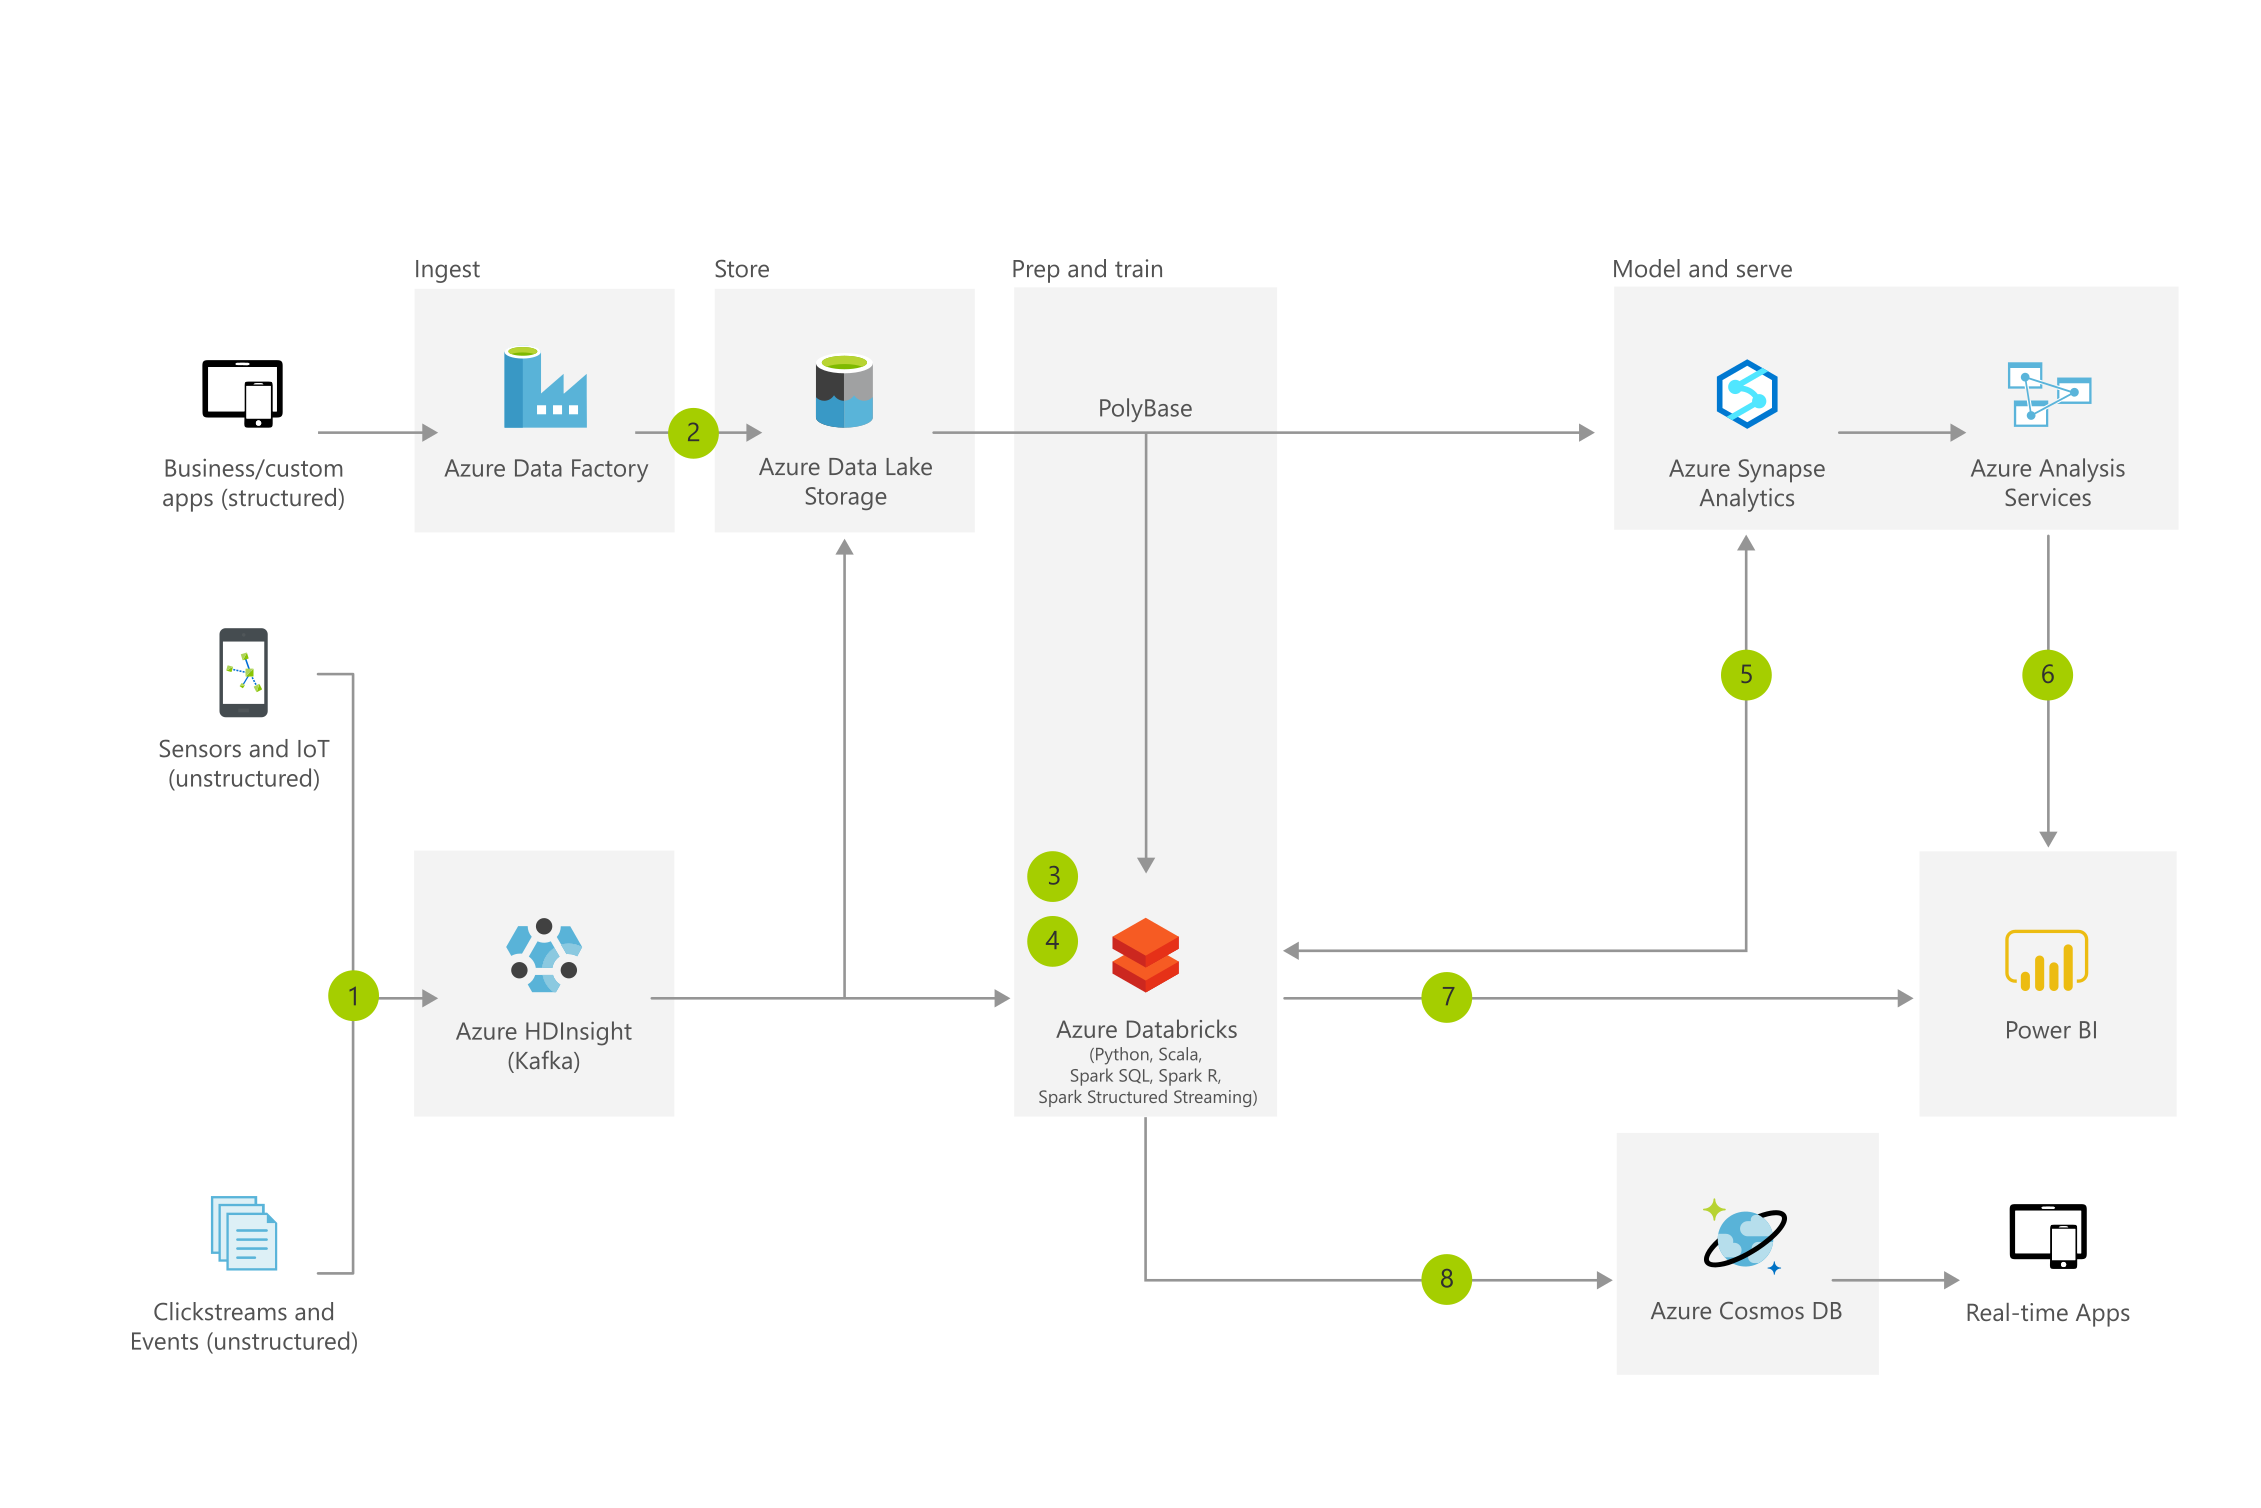 Ingest
Store
Prep and train
Model and serve
PolyBase
2
Business/custom
apps (structured)
Azure Data Factory
Azure Data Lake
Storage
Azure Synapse
Analytics
Azure Analysis
Services
5
6
Sensors and IoT
(unstructured)
3
4
1
7
Azure HDInsight
(Kafka)
Azure Databricks
(Python, Scala,
Spark SQL, Spark R,
Spark Structured Streaming)
Power BI
8
Clickstreams and
Events (unstructured)
Azure Cosmos DB
Real-time Apps